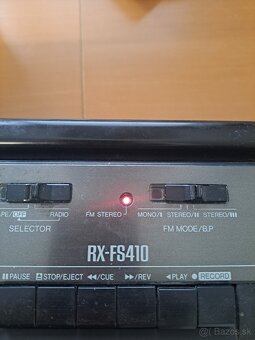 APE/OFF RADIO FM STEREO MONO/I STEREO/II STEREO/III
SELECTOR FM MODE/B.P
RX-FS410
PAUSE STOP/EJECT CUE REV PLAY RECORD
Bazos.sk